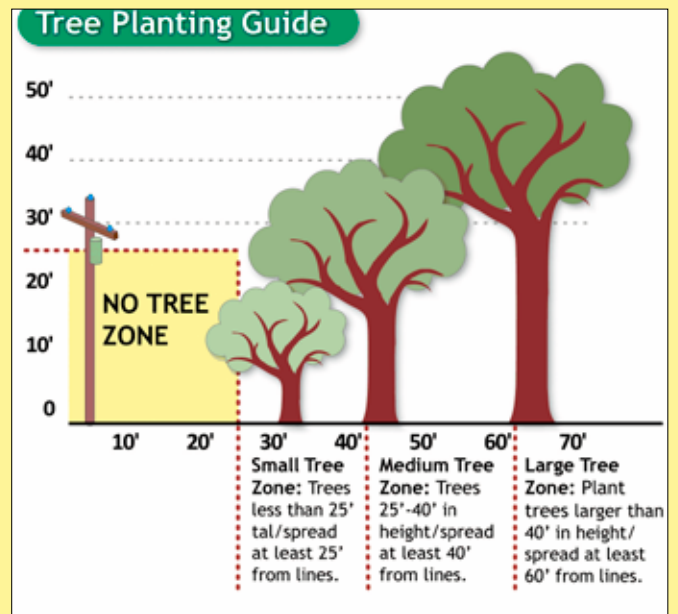 Tree Planting Guide
50'
40'
30'
20'
10'
0
NO TREE
ZONE
10' 20' 30' 40' 50' 60' 70'
Small Tree
Zone: Trees
less than 25'
tal/spread
at least 25'
from lines.
Medium Tree
Zone: Trees
25'-40' in
height/spread
at least 40'
from lines.
Large Tree
Zone: Plant
trees larger than
40' in height/
spread at least
60' from lines.